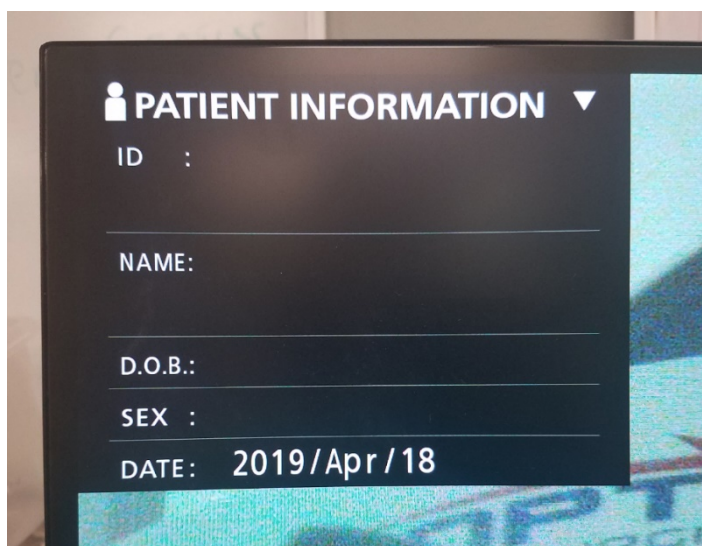 PATIENT INFORMATION ▼
ID :
NAME:
D.O.B.:
SEX :
DATE: 2019/Apr/18